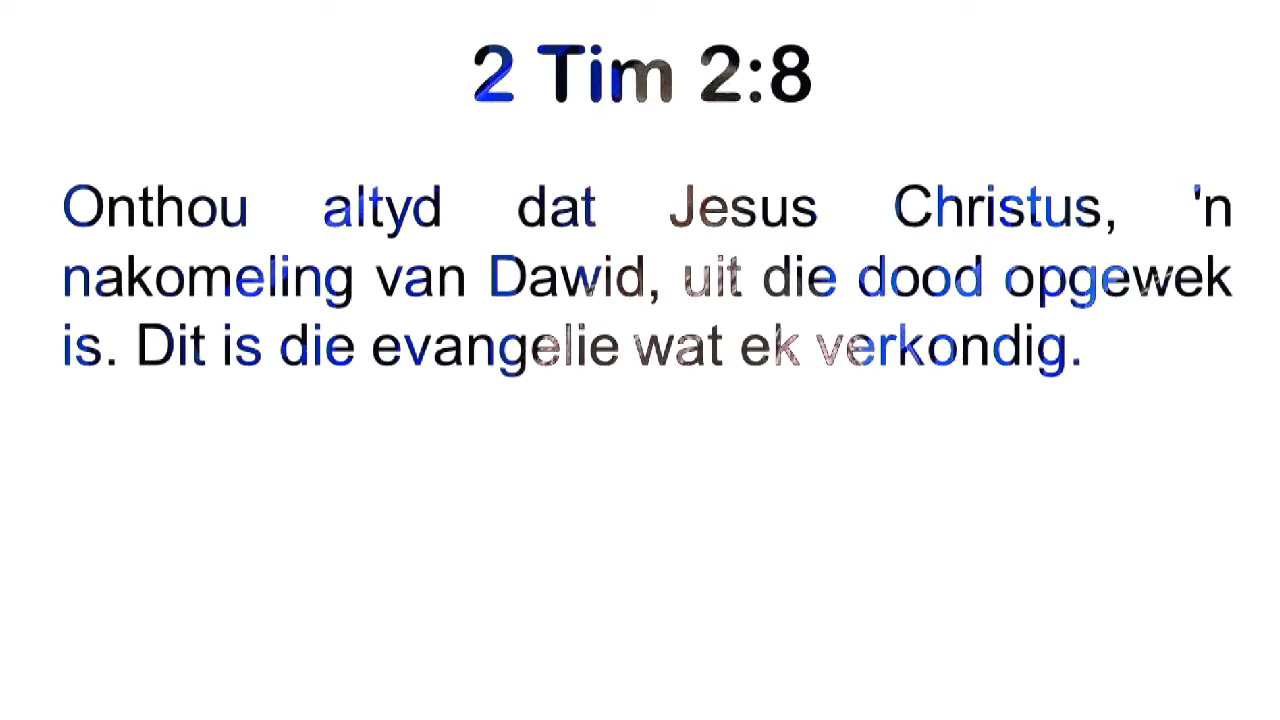 2 Tim 2:8
Onthou altyd dat Jesus Christus, 'n
nakomeling van Dawid, uit die dood opgewek
is. Dit is die evangelie wat ek verkondig.